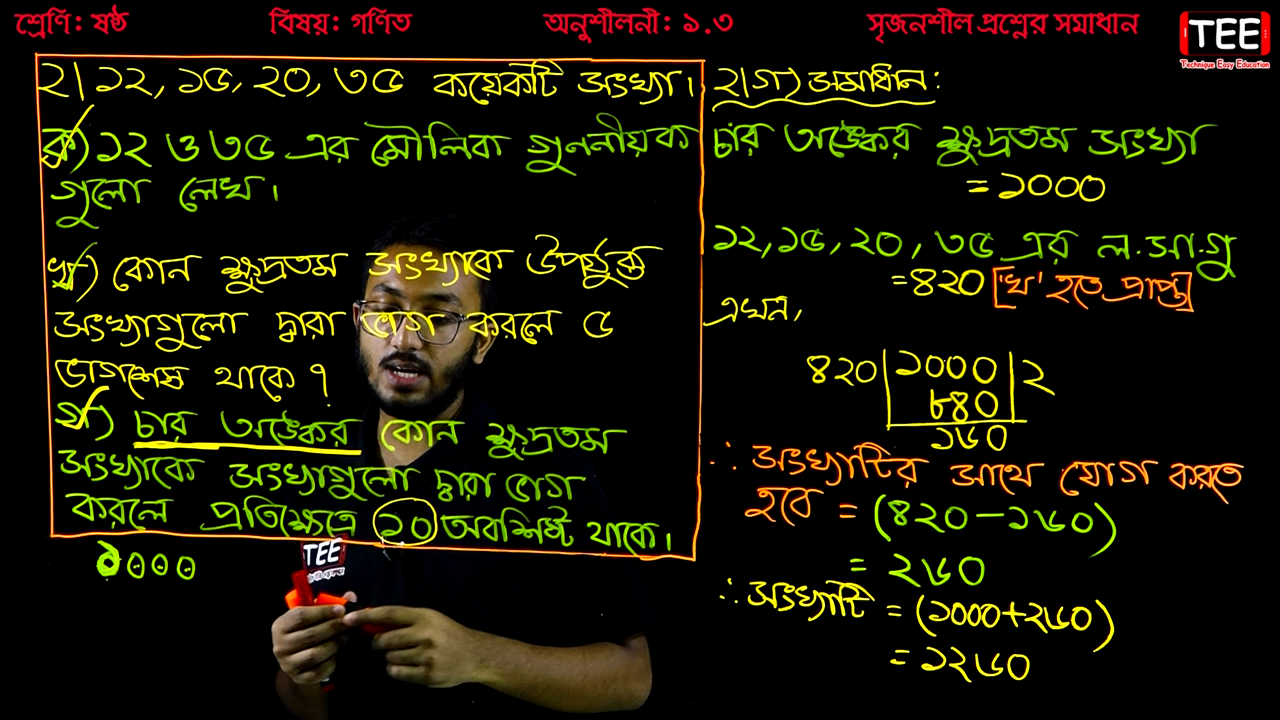 শ্রেণি: ষষ্ঠ বিষয়: গণিত অনুশীলনী: ১.৩ সৃজনশীল প্রশ্নের সমাধান
TEE
Technique Easy Education
২। ১২, ১৫, ২০, ৩৫ কয়েকটি সংখ্যা।
ক) ১২ ও ৩৫ এর মৌলিক গুননীয়ক
গুলো লেখ।
খ) কোন ক্ষুদ্রতম সংখ্যাকে উপর্যুক্ত
সংখ্যাগুলো দ্বারা ভাগ করলে ৫
ভাগশেষ থাকে?
গ) চার অঙ্কের কোন ক্ষুদ্রতম
সংখ্যাকে সংখ্যাগুলো দ্বারা ভাগ
করলে প্রতিক্ষেত্রে ১০ অবশিষ্ট থাকে।
১০০০
TEE
২।গ) সমাধান:
চার অঙ্কের ক্ষুদ্রতম সংখ্যা
= ১০০০
১২, ১৫, ২০, ৩৫ এর ল.সা.গু
= ৪২০ ['খ' হতে প্রাপ্ত]
এখন,
৪২০ | ১০০০ | ২
৮৪০
১৬০
∴ সংখ্যাটির সাথে যোগ করতে
হবে = (৪২০ - ১৬০)
= ২৬০
∴ সংখ্যাটি = (১০০০+২৬০)
= ১২৬০